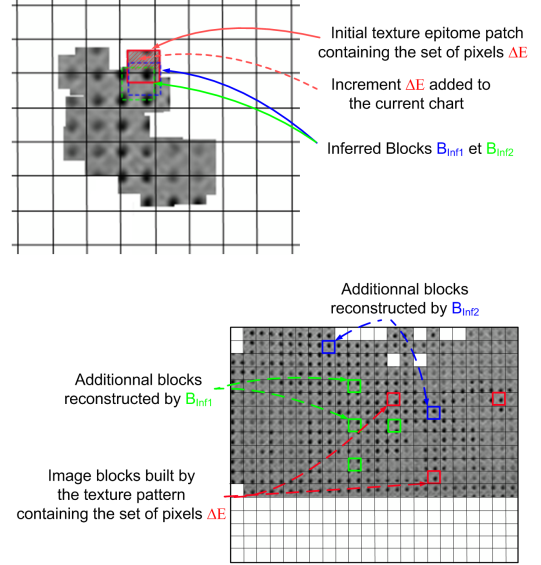 Initial texture epitome patch
containing the set of pixels ΔE
Increment ΔE added to
the current chart
Inferred Blocks BInf1 et BInf2
Additionnal blocks
reconstructed by BInf2
Additionnal blocks
reconstructed by BInf1
Image blocks built by
the texture pattern
containing the set of pixels ΔE